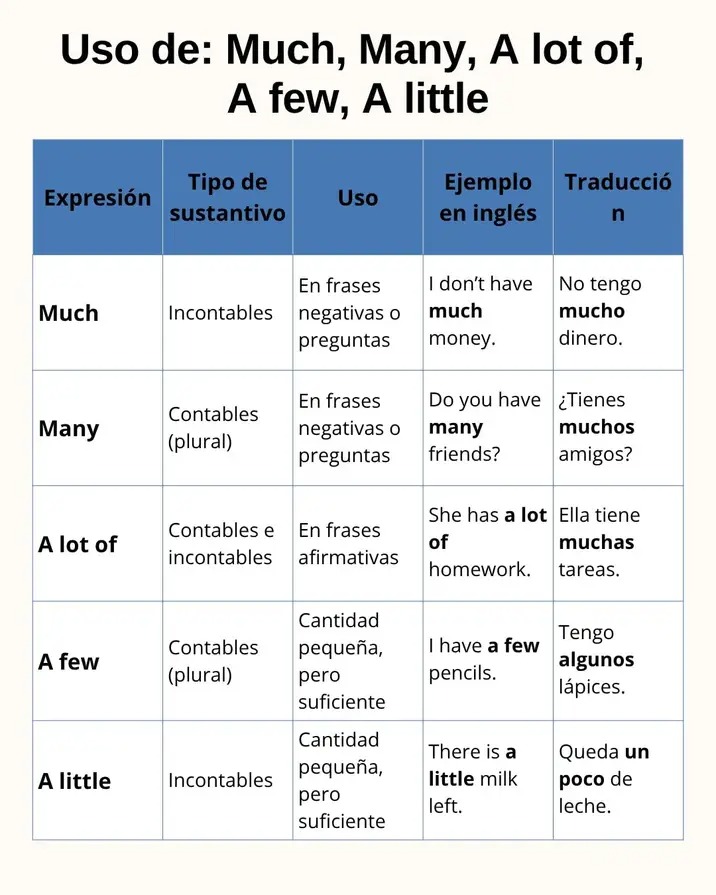 Uso de: Much, Many, A lot of,
A few, A little
Expresión
Tipo de
sustantivo
Uso
Ejemplo
en inglés
Traducció
n
Much
Incontables
En frases
negativas o
preguntas
I don’t have
much
money.
No tengo
mucho
dinero.
Many
Contables
(plural)
En frases
negativas o
preguntas
Do you have
many
friends?
¿Tienes
muchos
amigos?
A lot of
Contables e
incontables
En frases
afirmativas
She has a lot
of
homework.
Ella tiene
muchas
tareas.
A few
Contables
(plural)
Cantidad
pequeña,
pero
suficiente
I have a few
pencils.
Tengo
algunos
lápices.
A little
Incontables
Cantidad
pequeña,
pero
suficiente
There is a
little milk
left.
Queda un
poco de
leche.